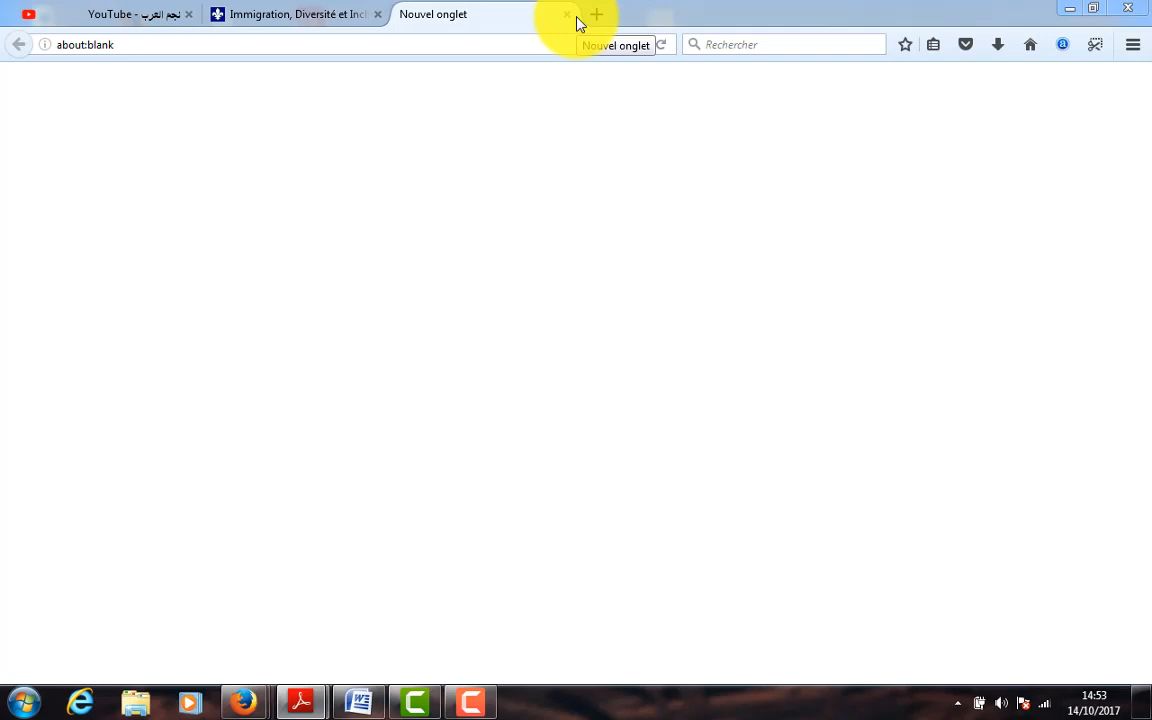 نجم العرب - YouTube
Immigration, Diversité et Incl
Nouvel onglet
about:blank
Nouvel onglet
Rechercher
14:53
14/10/2017